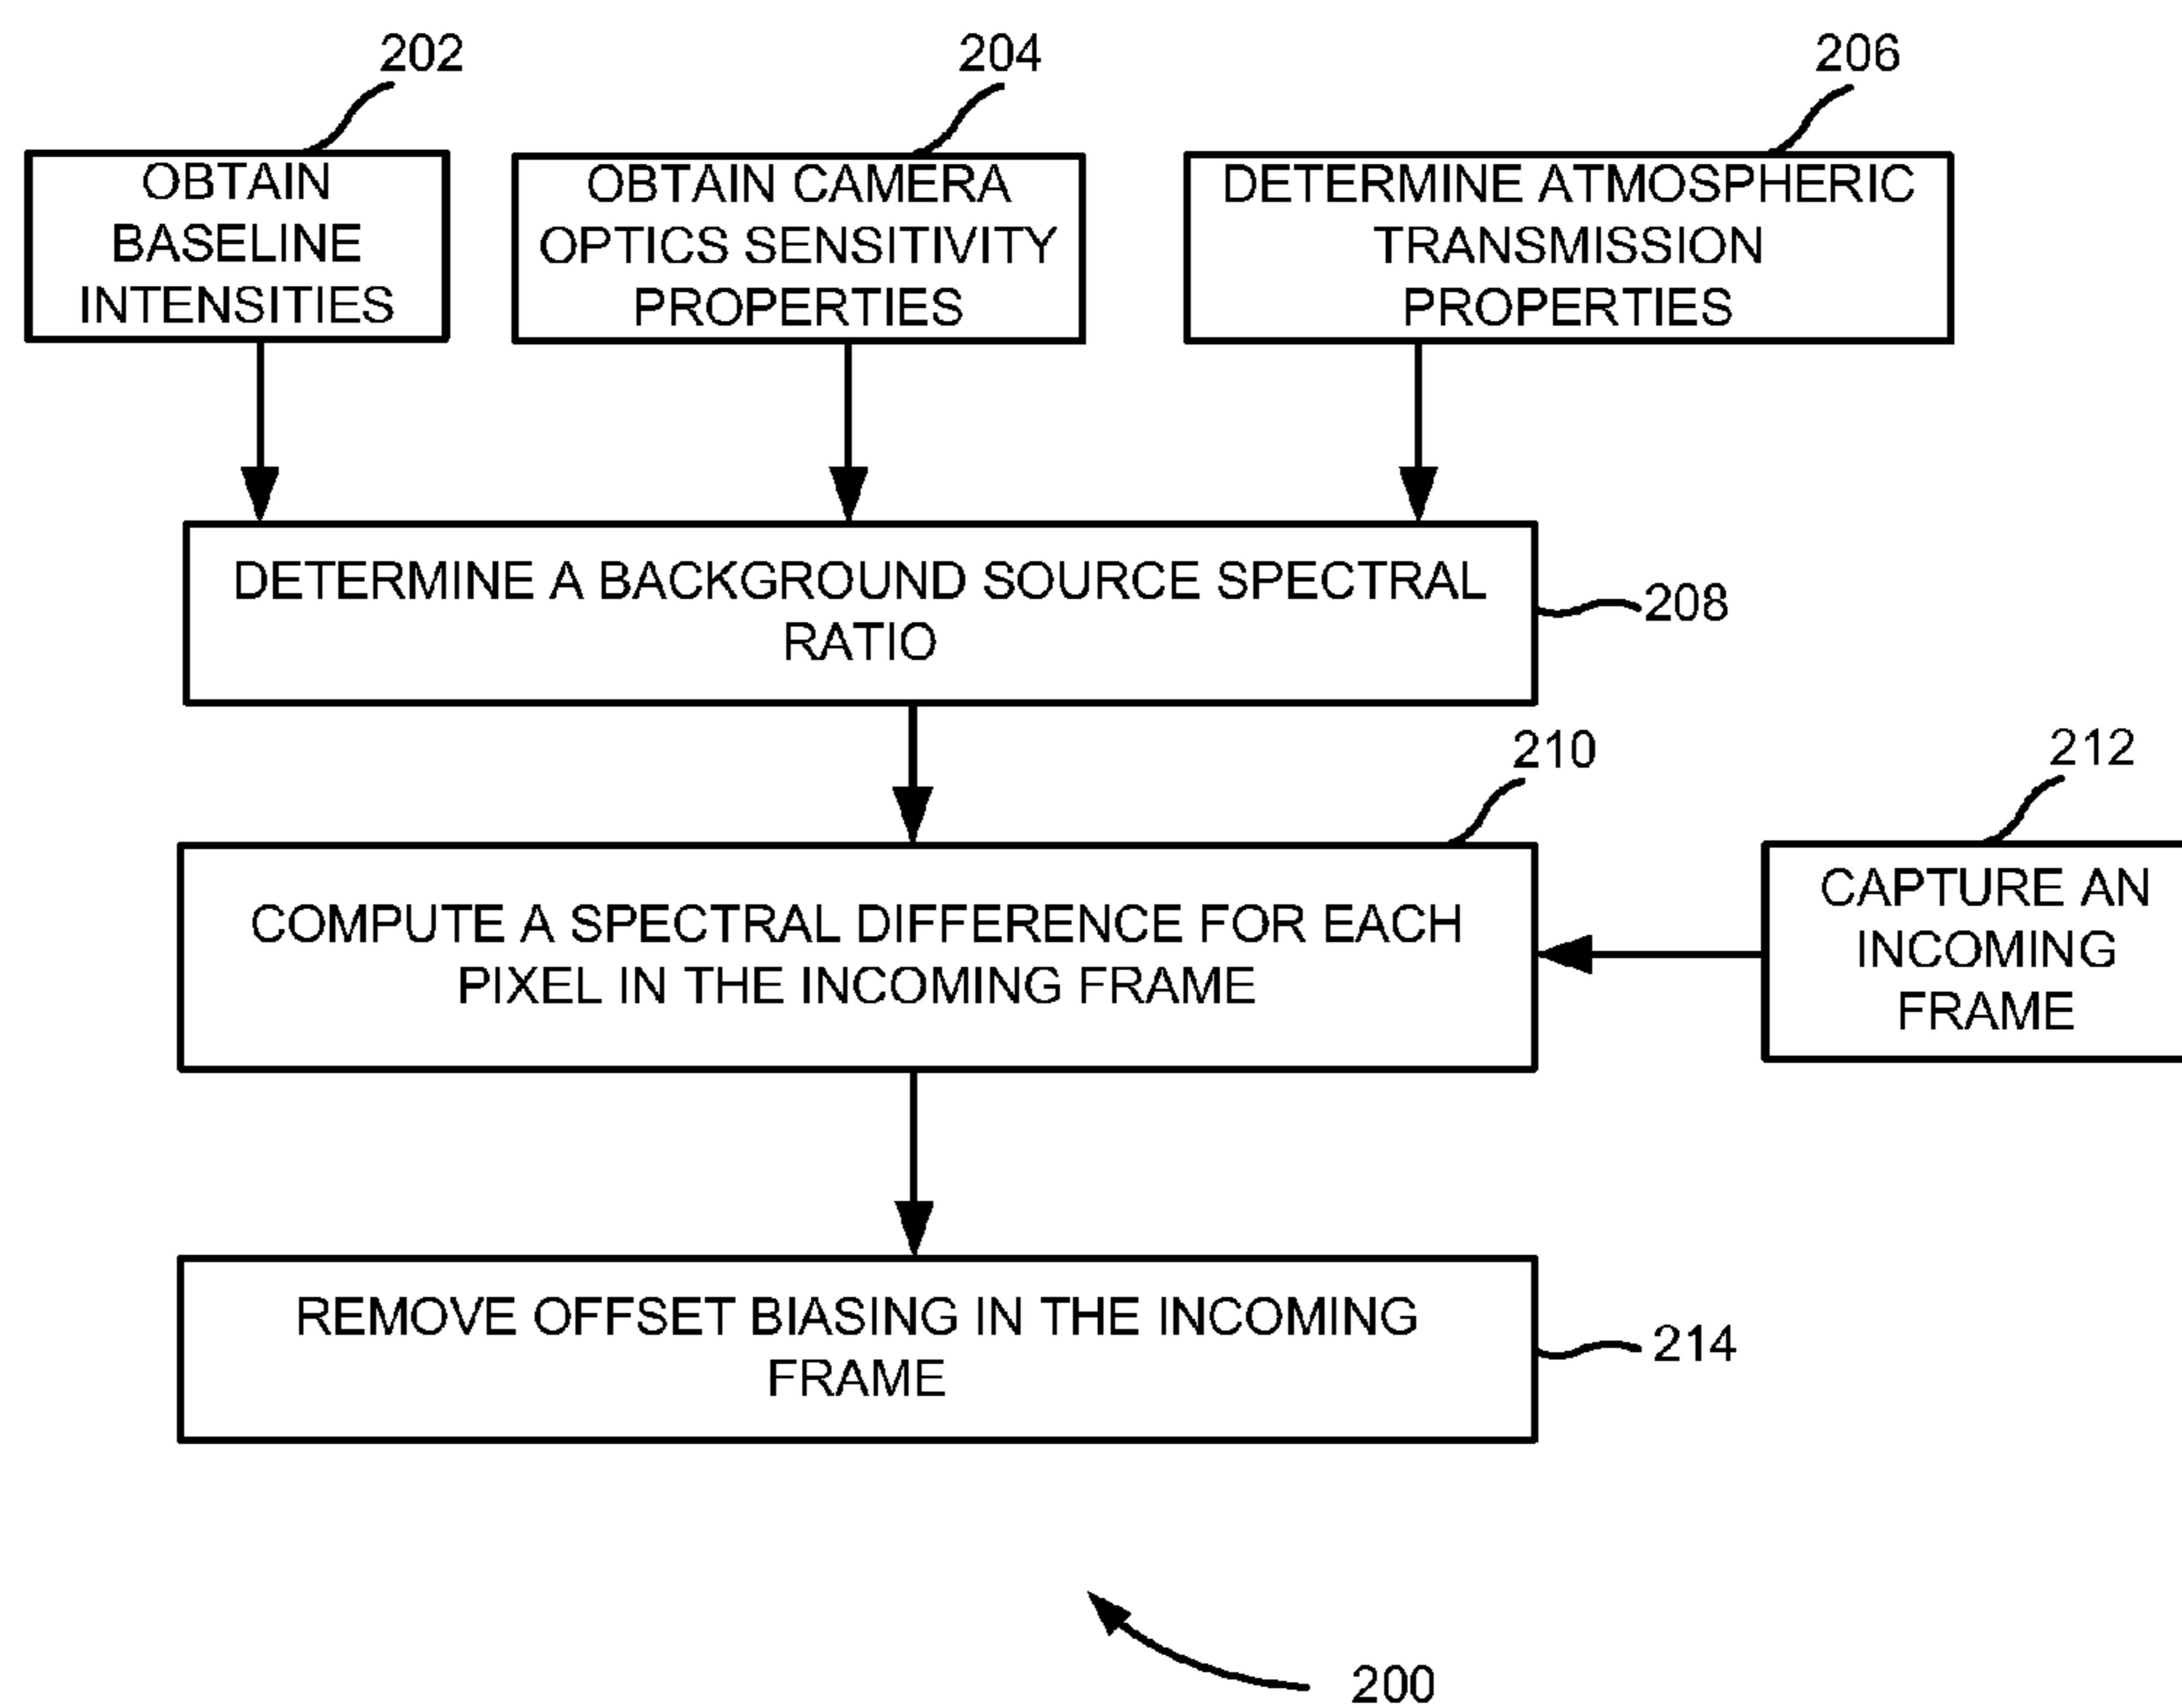 202
204
206
OBTAIN
BASELINE
INTENSITIES
OBTAIN CAMERA
OPTICS SENSITIVITY
PROPERTIES
DETERMINE ATMOSPHERIC
TRANSMISSION
PROPERTIES
DETERMINE A BACKGROUND SOURCE SPECTRAL
RATIO
208
210
212
COMPUTE A SPECTRAL DIFFERENCE FOR EACH
PIXEL IN THE INCOMING FRAME
CAPTURE AN
INCOMING
FRAME
REMOVE OFFSET BIASING IN THE INCOMING
FRAME
214
200